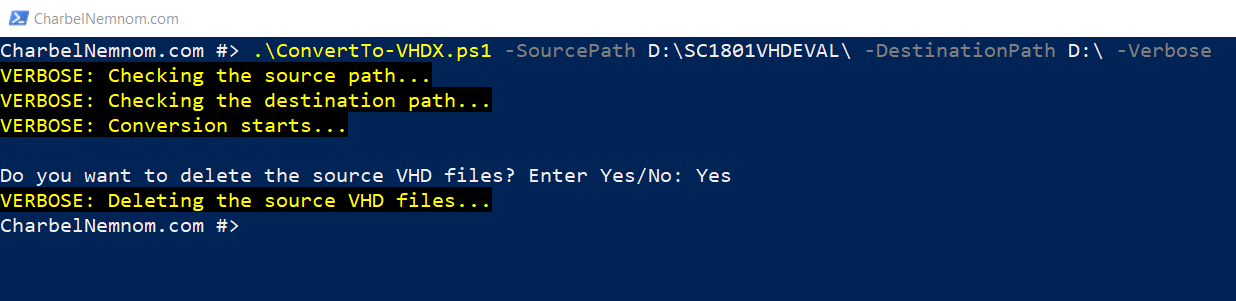 CharbelNemnom.com
CharbelNemnom.com #> .\ConvertTo-VHDX.ps1 -SourcePath D:\SC1801VHDEVAL\ -DestinationPath D:\ -Verbose
VERBOSE: Checking the source path...
VERBOSE: Checking the destination path...
VERBOSE: Conversion starts...
Do you want to delete the source VHD files? Enter Yes/No: Yes
VERBOSE: Deleting the source VHD files...
CharbelNemnom.com #>